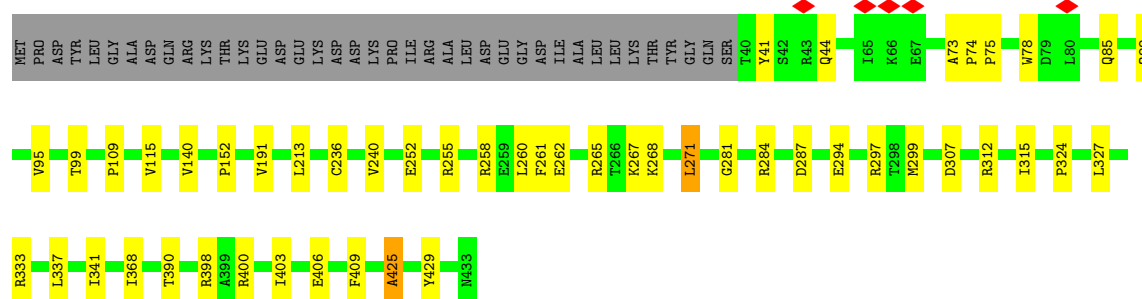 MET PRO ASP TYR LEU GLY ALA ASP GLN ARG LYS THR LYS GLU ASP GLU LYS ASP ASP LYS PRO ILE ARG ALA LEU ASP GLU GLY ASP ILE ALA LEU LEU LYS THR TYR GLY GLN SER T40 Y41 S42 R43 Q44 I65 K66 E67 A73 P74 P75 W78 D79 L80 Q85
V95 T99 P109 V115 V140 P152 V191 L213 C236 V240 E252 R255 R258 E259 L260 F261 E262 R265 T266 K267 K268 L271 G281 R284 D287 E294 R297 T298 M299 D307 R312 I315 P324 L327
R333 L337 I341 I368 T390 R398 A399 R400 I403 E406 F409 A425 Y429 N433